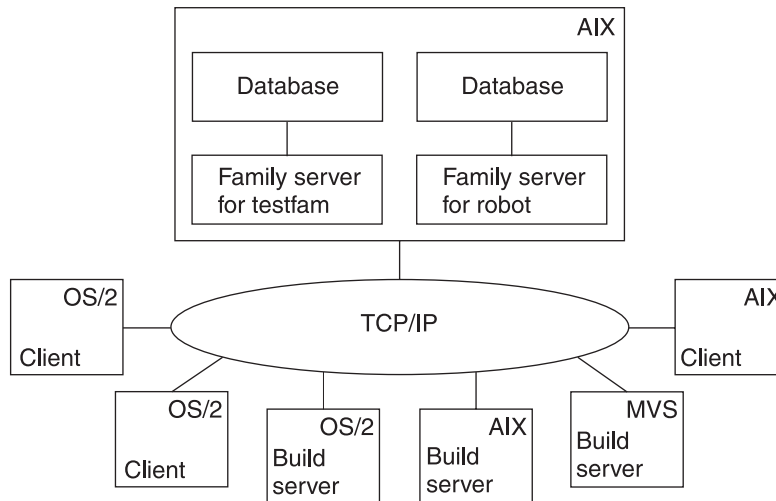 AIX
Database
Database
Family server
for testfam
Family server
for robot
TCP/IP
OS/2
Client
AIX
Client
OS/2
Client
OS/2
Build
server
AIX
Build
server
MVS
Build
server